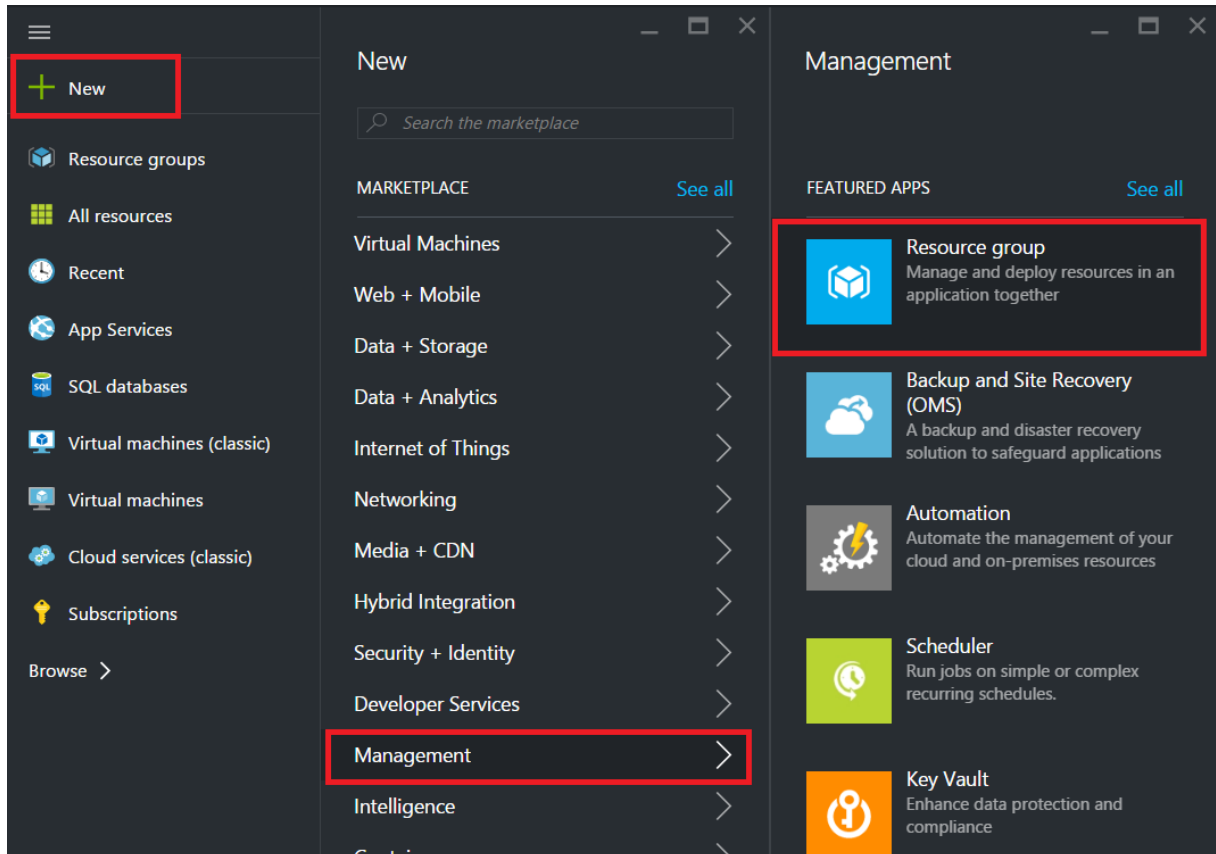 New
Resource groups
All resources
Recent
App Services
SQL
SQL databases
Virtual machines (classic)
Virtual machines
Cloud services (classic)
Subscriptions
Browse
New
Search the marketplace
MARKETPLACE See all
Virtual Machines
Web + Mobile
Data + Storage
Data + Analytics
Internet of Things
Networking
Media + CDN
Hybrid Integration
Security + Identity
Developer Services
Management
Intelligence
Management
FEATURED APPS See all
Resource group
Manage and deploy resources in an
application together
Backup and Site Recovery
(OMS)
A backup and disaster recovery
solution to safeguard applications
Automation
Automate the management of your
cloud and on-premises resources
Scheduler
Run jobs on simple or complex
recurring schedules.
Key Vault
Enhance data protection and
compliance